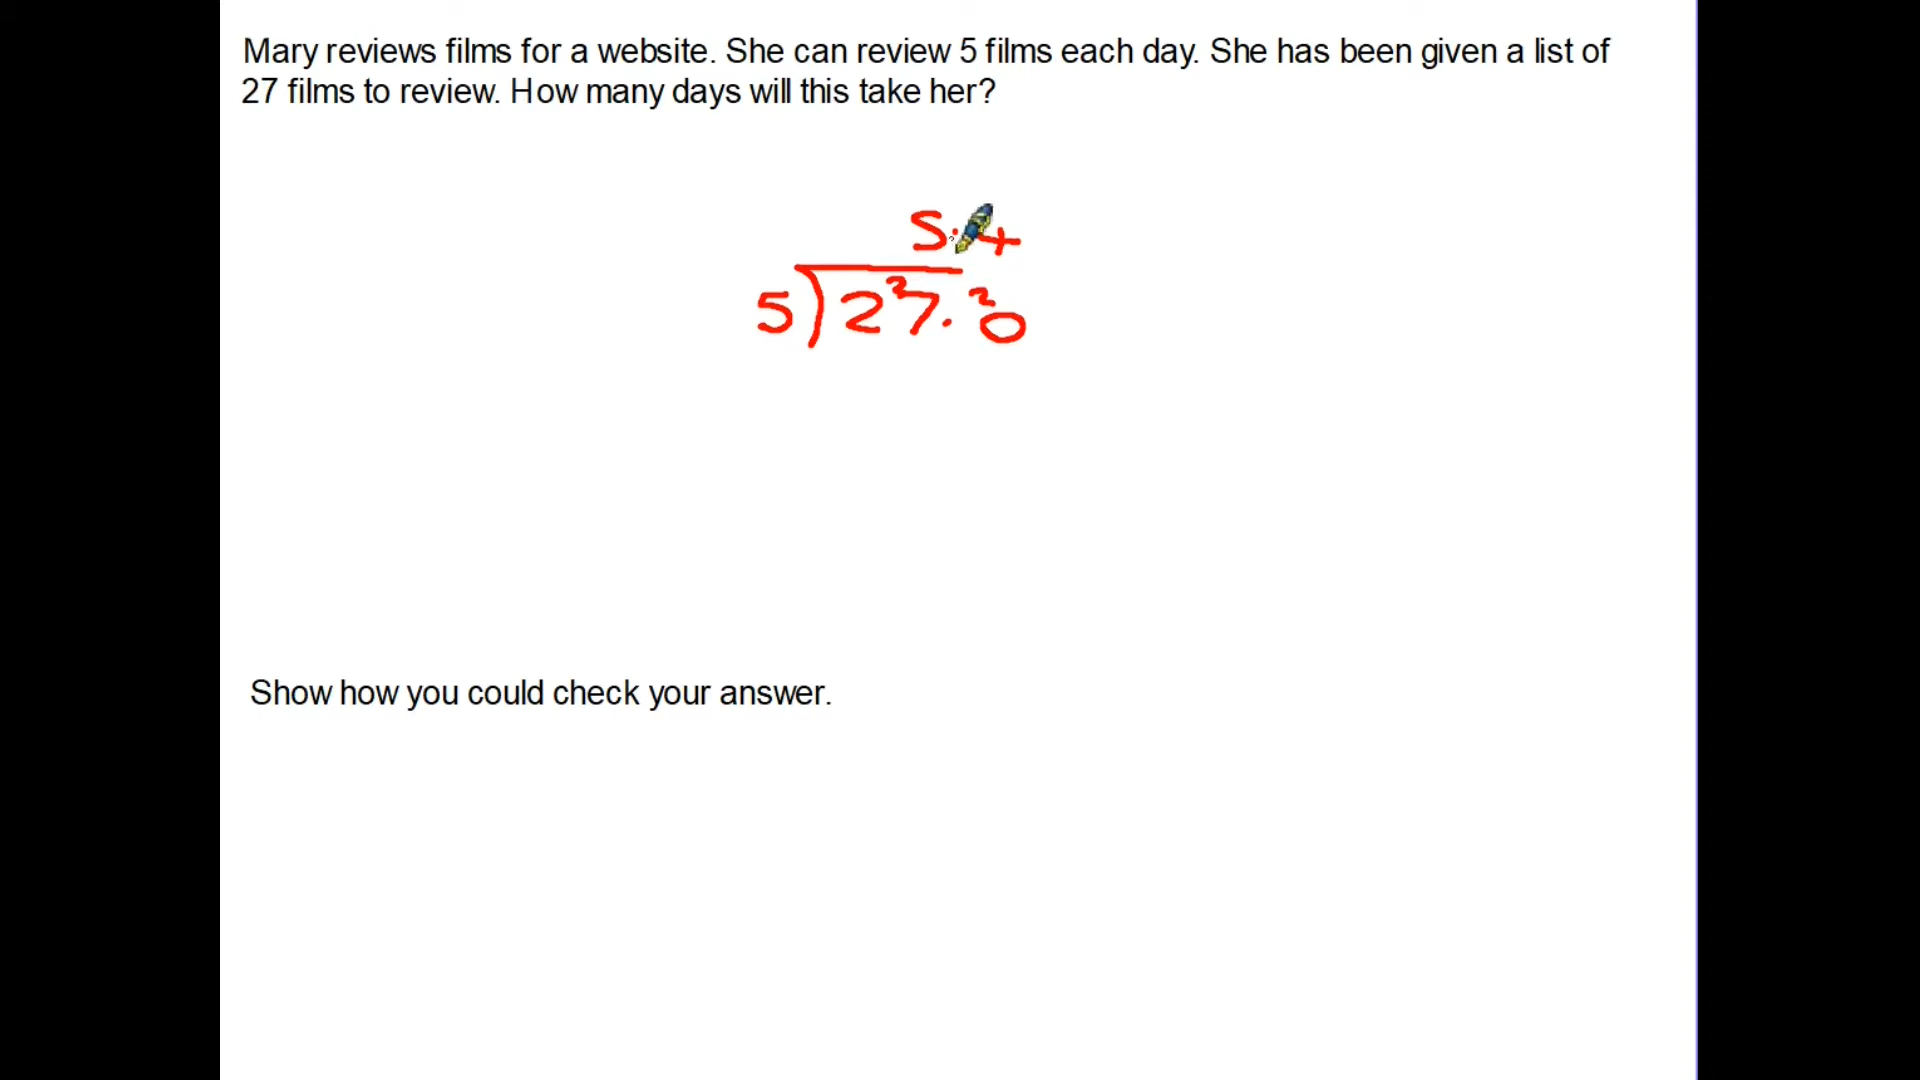 Mary reviews films for a website. She can review 5 films each day. She has been given a list of
27 films to review. How many days will this take her?
5.4
5)2²7.²0
Show how you could check your answer.